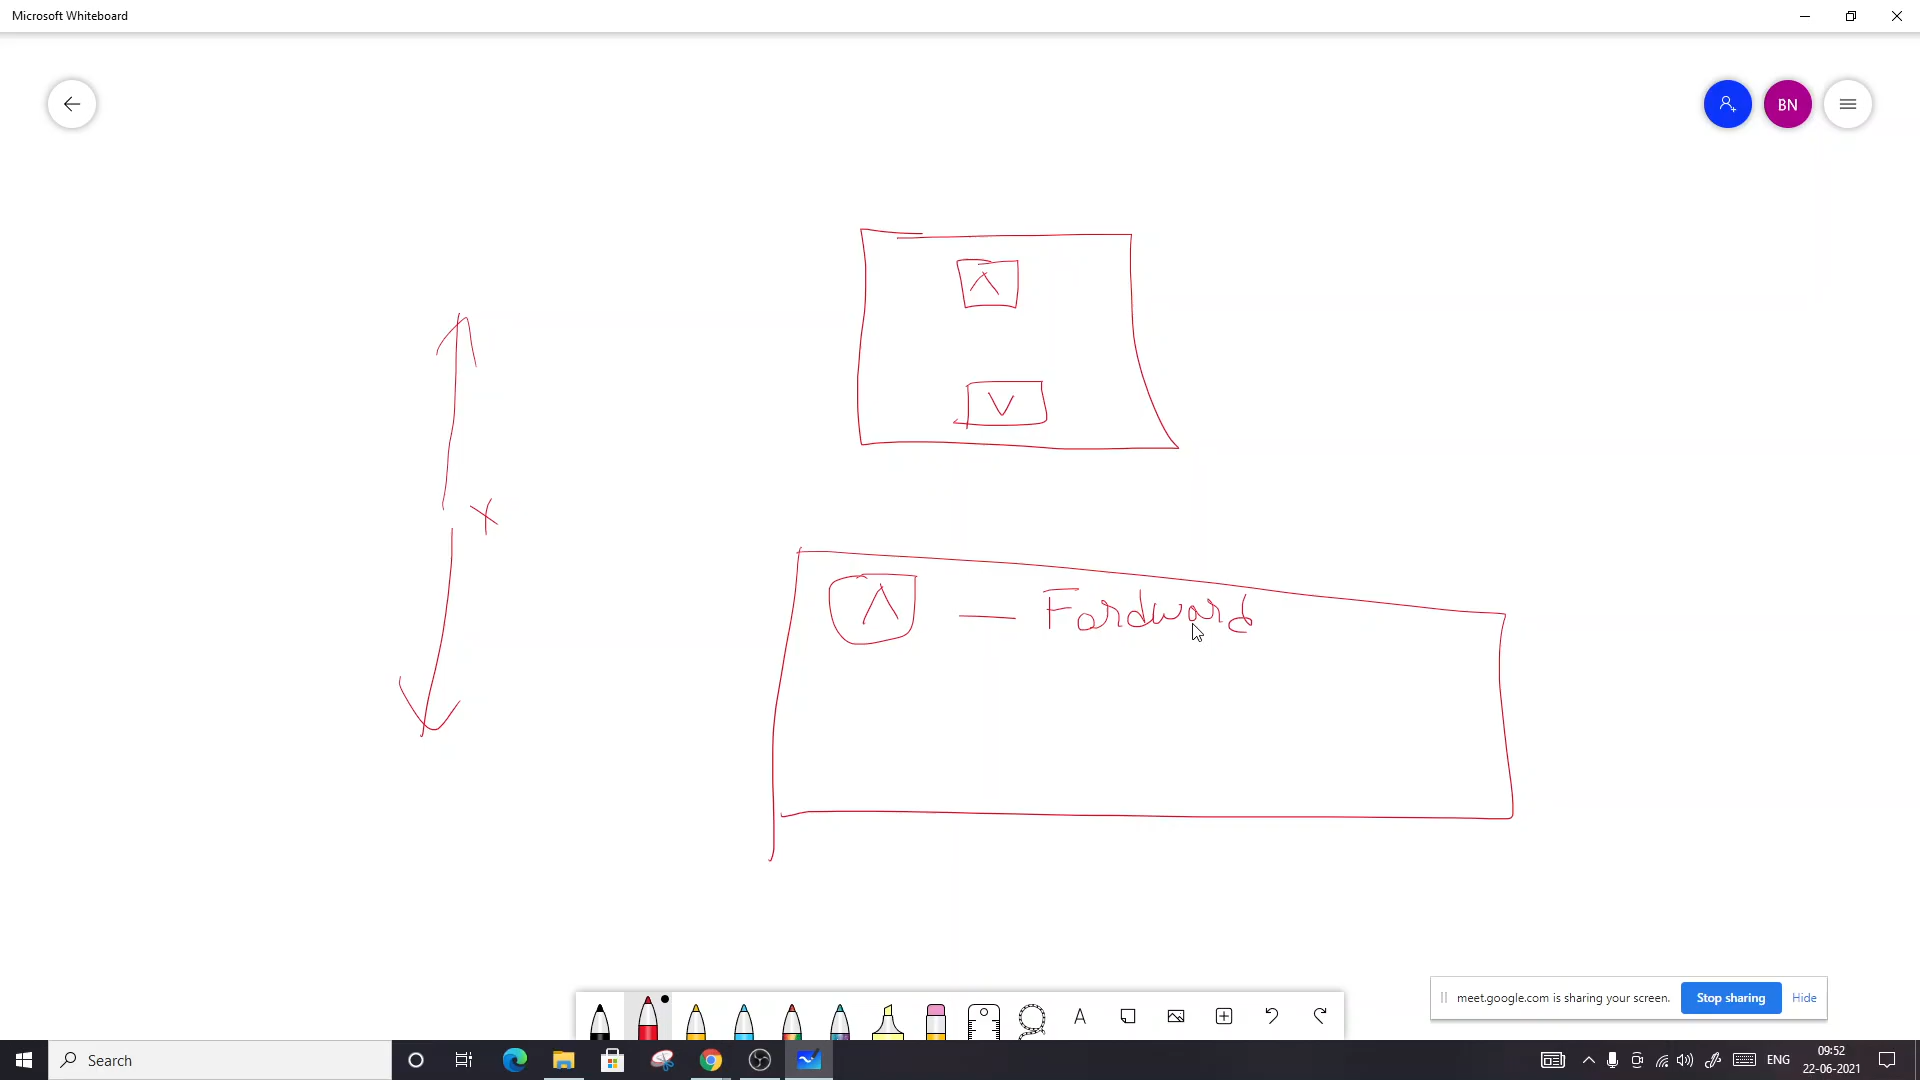 Microsoft Whiteboard
BN
Λ
V
x
Λ — Fordward
A
meet.google.com is sharing your screen.
Stop sharing
Hide
Search
ENG
09:52
22-06-2021